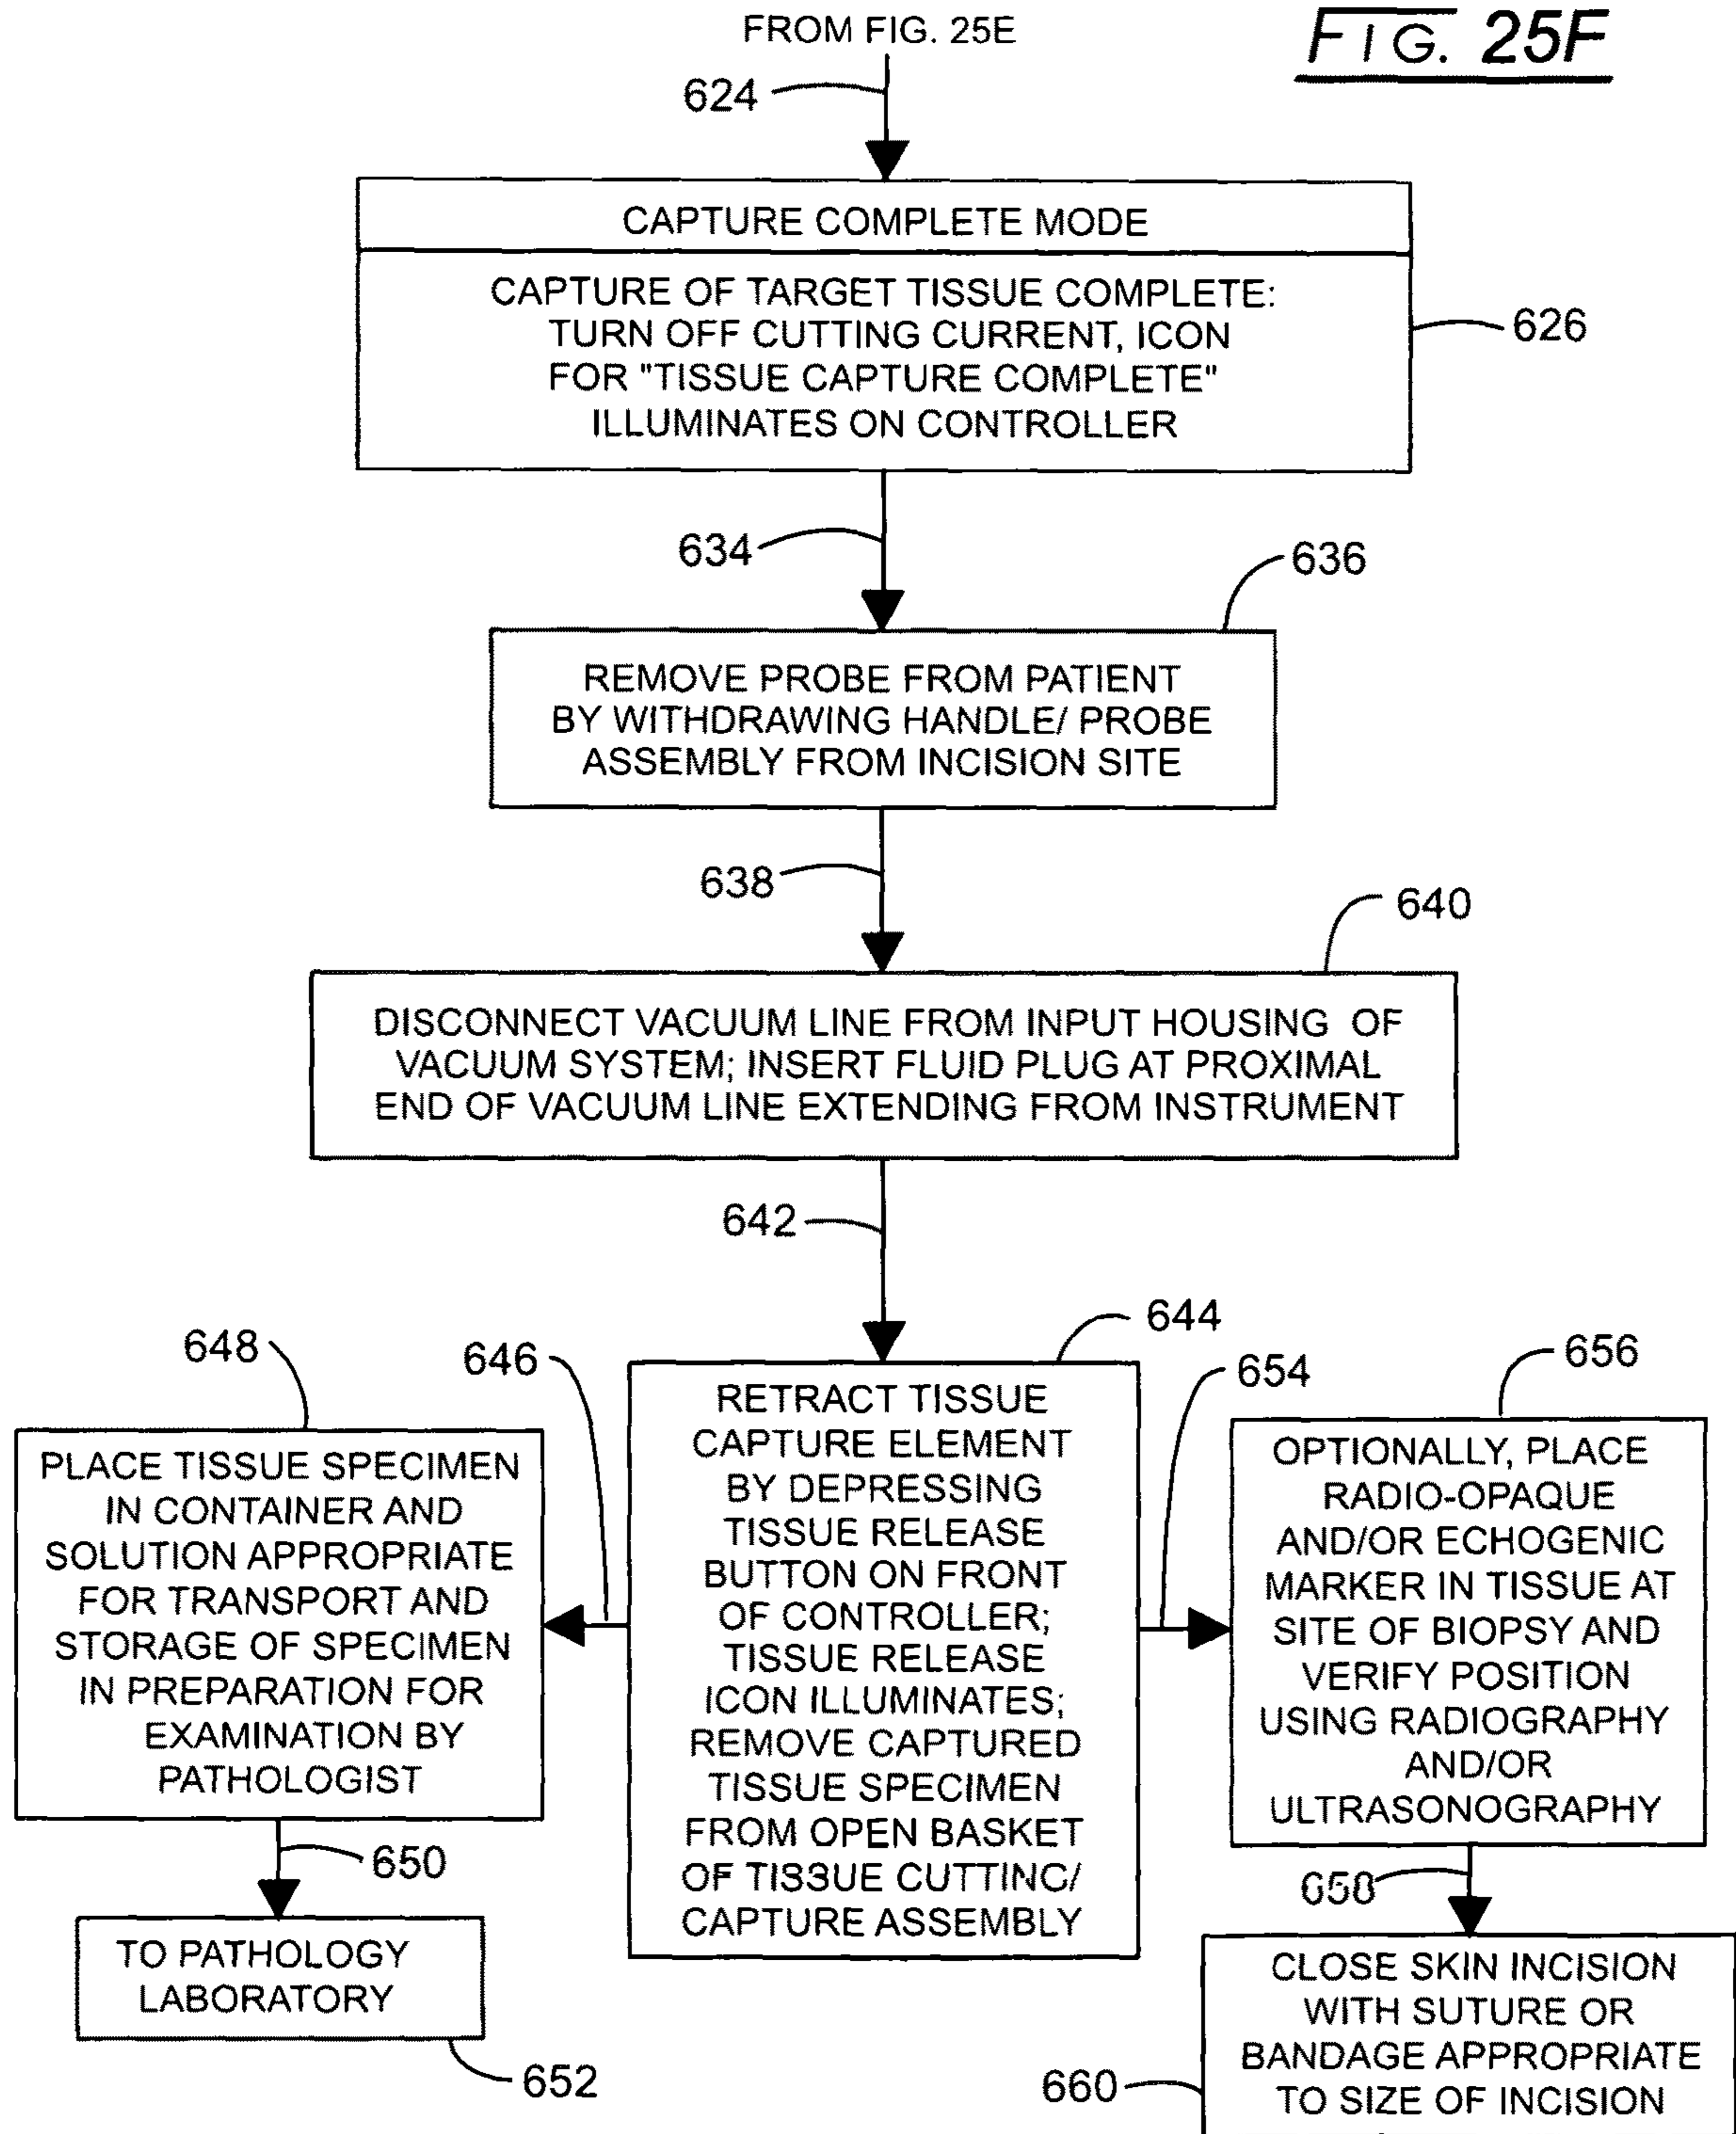 FROM FIG. 25E
FIG. 25F
624
CAPTURE COMPLETE MODE
CAPTURE OF TARGET TISSUE COMPLETE:
TURN OFF CUTTING CURRENT, ICON
FOR "TISSUE CAPTURE COMPLETE"
ILLUMINATES ON CONTROLLER
626
634
636
REMOVE PROBE FROM PATIENT
BY WITHDRAWING HANDLE/ PROBE
ASSEMBLY FROM INCISION SITE
638
640
DISCONNECT VACUUM LINE FROM INPUT HOUSING OF
VACUUM SYSTEM; INSERT FLUID PLUG AT PROXIMAL
END OF VACUUM LINE EXTENDING FROM INSTRUMENT
642
644
RETRACT TISSUE
CAPTURE ELEMENT
BY DEPRESSING
TISSUE RELEASE
BUTTON ON FRONT
OF CONTROLLER;
TISSUE RELEASE
ICON ILLUMINATES;
REMOVE CAPTURED
TISSUE SPECIMEN
FROM OPEN BASKET
OF TISSUE CUTTING/
CAPTURE ASSEMBLY
646
648
PLACE TISSUE SPECIMEN
IN CONTAINER AND
SOLUTION APPROPRIATE
FOR TRANSPORT AND
STORAGE OF SPECIMEN
IN PREPARATION FOR
EXAMINATION BY
PATHOLOGIST
650
TO PATHOLOGY
LABORATORY
652
654
656
OPTIONALLY, PLACE
RADIO-OPAQUE
AND/OR ECHOGENIC
MARKER IN TISSUE AT
SITE OF BIOPSY AND
VERIFY POSITION
USING RADIOGRAPHY
AND/OR
ULTRASONOGRAPHY
658
CLOSE SKIN INCISION
WITH SUTURE OR
BANDAGE APPROPRIATE
TO SIZE OF INCISION
660